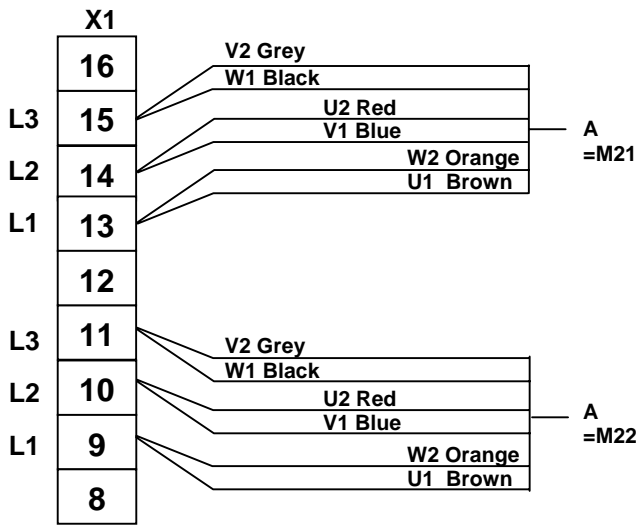 X1
16
V2 Grey
W1 Black
L3 15
U2 Red
V1 Blue
A
=M21
L2 14
W2 Orange
U1 Brown
L1 13
12
L3 11
V2 Grey
W1 Black
L2 10
U2 Red
V1 Blue
A
=M22
L1 9
W2 Orange
U1 Brown
8